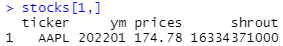 > stocks[1,]
ticker ym prices shrout
1 AAPL 202201 174.78 16334371000